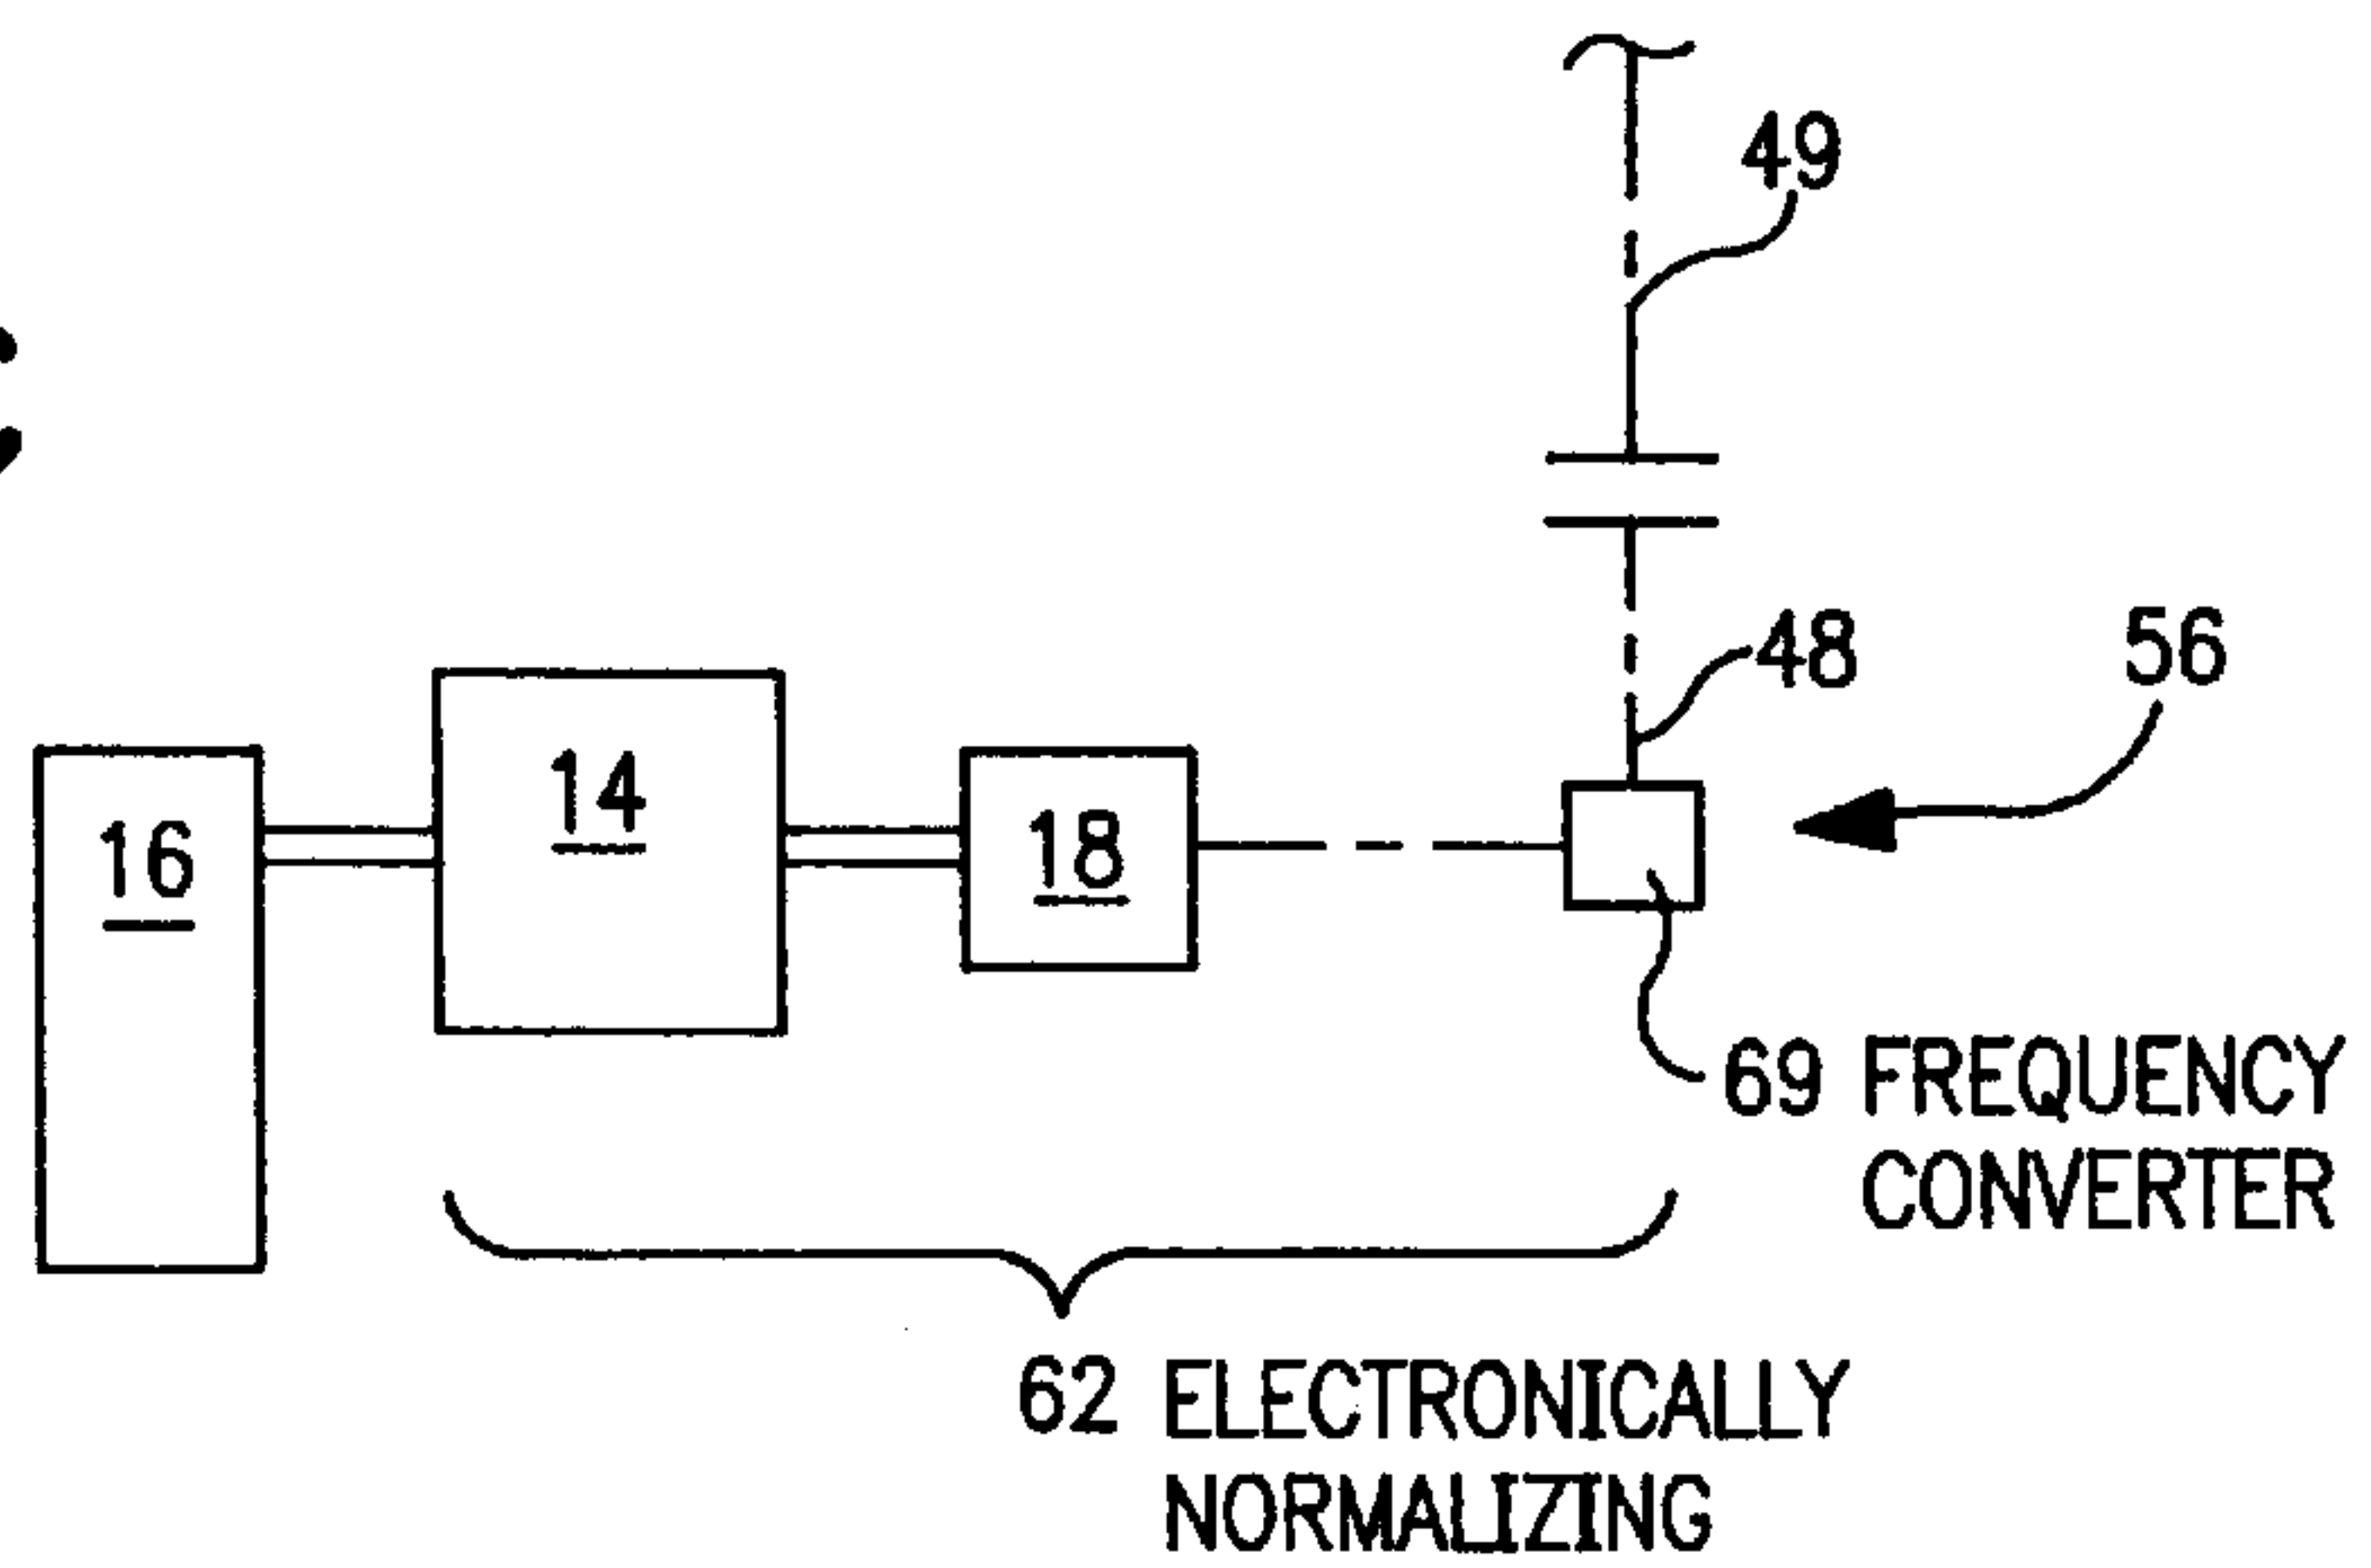 49
48
56
14
16
18
69 FREQUENCY
CONVERTER
62 ELECTRONICALLY
NORMALIZING